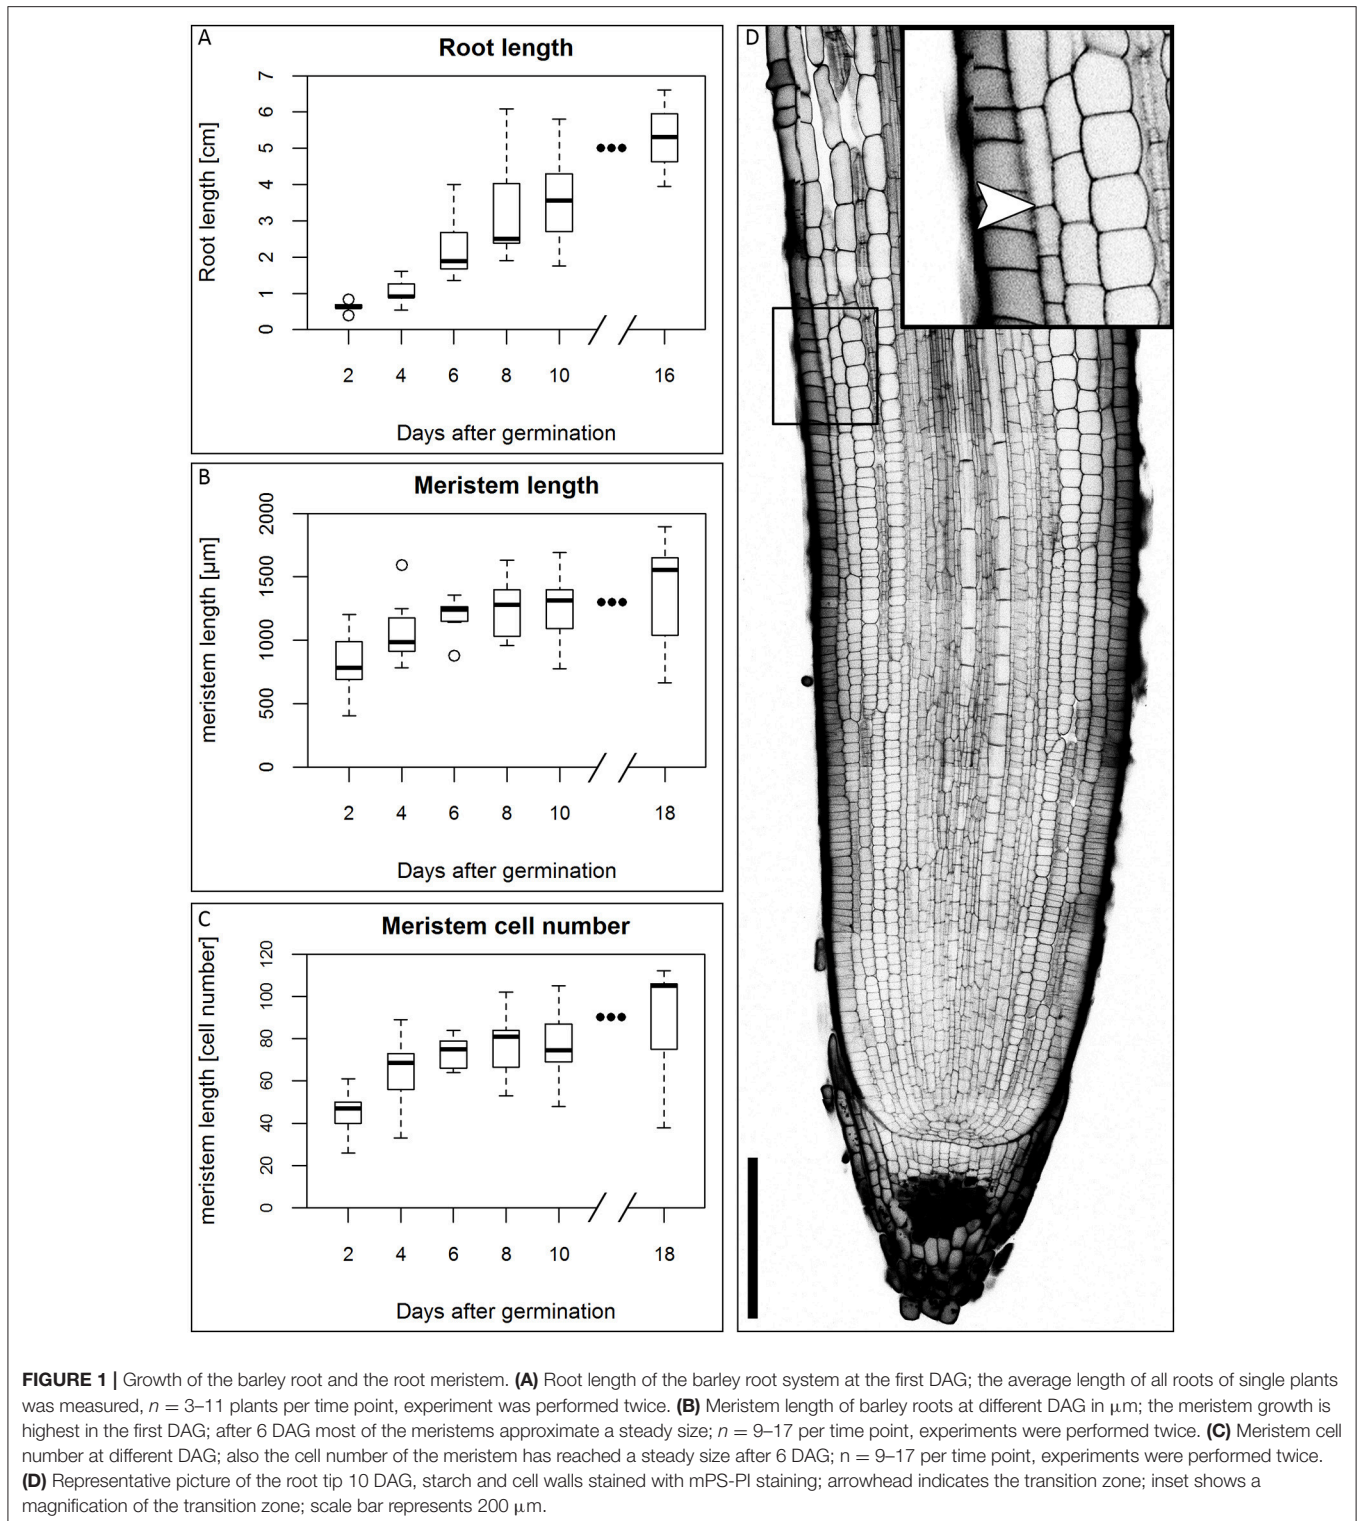 A
Root length
Root length [cm]
7
6
5
4
3
2
1
0
2 4 6 8 10 16
Days after germination
B
Meristem length
meristem length [µm]
2000
1500
1000
500
0
2 4 6 8 10 18
Days after germination
C
Meristem cell number
meristem length [cell number]
120
100
80
60
40
20
0
2 4 6 8 10 18
Days after germination
D
FIGURE 1 | Growth of the barley root and the root meristem. (A) Root length of the barley root system at the first DAG; the average length of all roots of single plants
was measured, n = 3–11 plants per time point, experiment was performed twice. (B) Meristem length of barley roots at different DAG in µm; the meristem growth is
highest in the first DAG; after 6 DAG most of the meristems approximate a steady size; n = 9–17 per time point, experiments were performed twice. (C) Meristem cell
number at different DAG; also the cell number of the meristem has reached a steady size after 6 DAG; n = 9–17 per time point, experiments were performed twice.
(D) Representative picture of the root tip 10 DAG, starch and cell walls stained with mPS-PI staining; arrowhead indicates the transition zone; inset shows a
magnification of the transition zone; scale bar represents 200 µm.